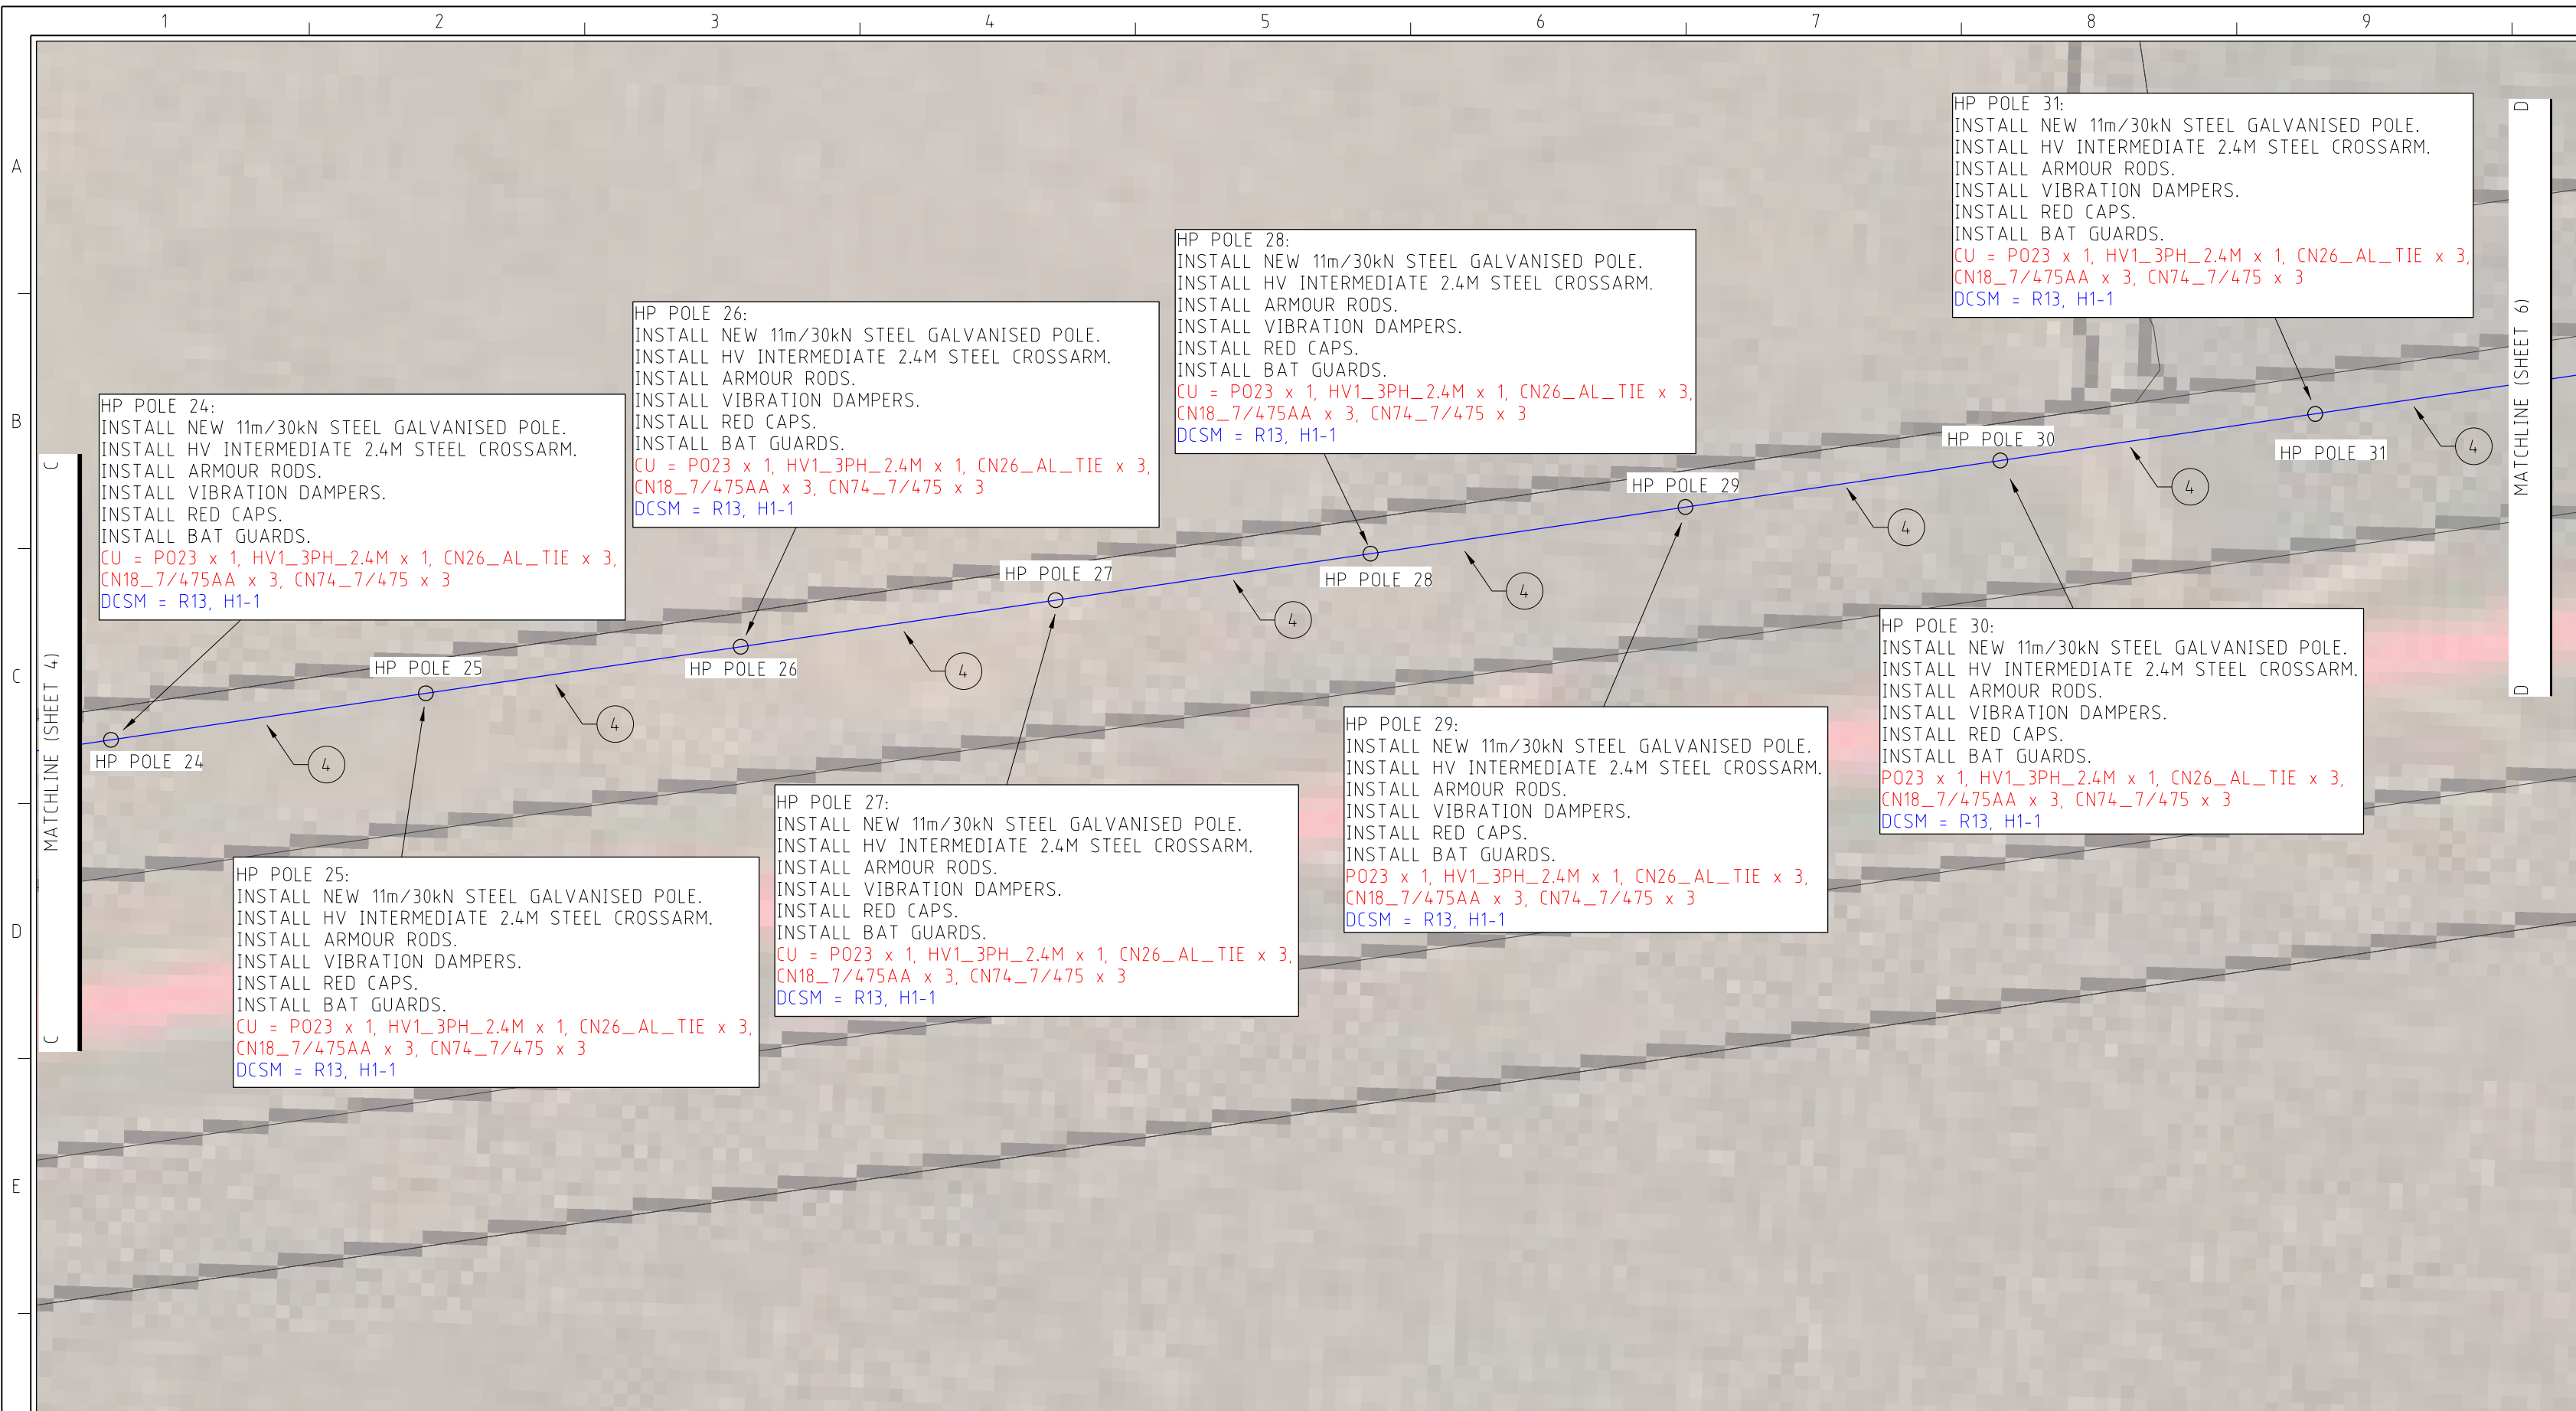 1 2 3 4 5 6 7 8 9
A
B
C
D
E
MATCHLINE (SHEET 4)
C
C
HP POLE 24:
INSTALL NEW 11m/30kN STEEL GALVANISED POLE.
INSTALL HV INTERMEDIATE 2.4M STEEL CROSSARM.
INSTALL ARMOUR RODS.
INSTALL VIBRATION DAMPERS.
INSTALL RED CAPS.
INSTALL BAT GUARDS.
CU = PO23 x 1, HV1_3PH_2.4M x 1, CN26_AL_TIE x 3,
CN18_7/475AA x 3, CN74_7/475 x 3
DCSM = R13, H1-1
HP POLE 24
4
HP POLE 25
HP POLE 25:
INSTALL NEW 11m/30kN STEEL GALVANISED POLE.
INSTALL HV INTERMEDIATE 2.4M STEEL CROSSARM.
INSTALL ARMOUR RODS.
INSTALL VIBRATION DAMPERS.
INSTALL RED CAPS.
INSTALL BAT GUARDS.
CU = PO23 x 1, HV1_3PH_2.4M x 1, CN26_AL_TIE x 3,
CN18_7/475AA x 3, CN74_7/475 x 3
DCSM = R13, H1-1
4
HP POLE 26:
INSTALL NEW 11m/30kN STEEL GALVANISED POLE.
INSTALL HV INTERMEDIATE 2.4M STEEL CROSSARM.
INSTALL ARMOUR RODS.
INSTALL VIBRATION DAMPERS.
INSTALL RED CAPS.
INSTALL BAT GUARDS.
CU = PO23 x 1, HV1_3PH_2.4M x 1, CN26_AL_TIE x 3,
CN18_7/475AA x 3, CN74_7/475 x 3
DCSM = R13, H1-1
HP POLE 26
4
HP POLE 27
HP POLE 27:
INSTALL NEW 11m/30kN STEEL GALVANISED POLE.
INSTALL HV INTERMEDIATE 2.4M STEEL CROSSARM.
INSTALL ARMOUR RODS.
INSTALL VIBRATION DAMPERS.
INSTALL RED CAPS.
INSTALL BAT GUARDS.
CU = PO23 x 1, HV1_3PH_2.4M x 1, CN26_AL_TIE x 3,
CN18_7/475AA x 3, CN74_7/475 x 3
DCSM = R13, H1-1
4
HP POLE 28:
INSTALL NEW 11m/30kN STEEL GALVANISED POLE.
INSTALL HV INTERMEDIATE 2.4M STEEL CROSSARM.
INSTALL ARMOUR RODS.
INSTALL VIBRATION DAMPERS.
INSTALL RED CAPS.
INSTALL BAT GUARDS.
CU = PO23 x 1, HV1_3PH_2.4M x 1, CN26_AL_TIE x 3,
CN18_7/475AA x 3, CN74_7/475 x 3
DCSM = R13, H1-1
HP POLE 28
4
HP POLE 29
HP POLE 29:
INSTALL NEW 11m/30kN STEEL GALVANISED POLE.
INSTALL HV INTERMEDIATE 2.4M STEEL CROSSARM.
INSTALL ARMOUR RODS.
INSTALL VIBRATION DAMPERS.
INSTALL RED CAPS.
INSTALL BAT GUARDS.
PO23 x 1, HV1_3PH_2.4M x 1, CN26_AL_TIE x 3,
CN18_7/475AA x 3, CN74_7/475 x 3
DCSM = R13, H1-1
4
HP POLE 30
HP POLE 30:
INSTALL NEW 11m/30kN STEEL GALVANISED POLE.
INSTALL HV INTERMEDIATE 2.4M STEEL CROSSARM.
INSTALL ARMOUR RODS.
INSTALL VIBRATION DAMPERS.
INSTALL RED CAPS.
INSTALL BAT GUARDS.
PO23 x 1, HV1_3PH_2.4M x 1, CN26_AL_TIE x 3,
CN18_7/475AA x 3, CN74_7/475 x 3
DCSM = R13, H1-1
4
HP POLE 31:
INSTALL NEW 11m/30kN STEEL GALVANISED POLE.
INSTALL HV INTERMEDIATE 2.4M STEEL CROSSARM.
INSTALL ARMOUR RODS.
INSTALL VIBRATION DAMPERS.
INSTALL RED CAPS.
INSTALL BAT GUARDS.
CU = PO23 x 1, HV1_3PH_2.4M x 1, CN26_AL_TIE x 3,
CN18_7/475AA x 3, CN74_7/475 x 3
DCSM = R13, H1-1
HP POLE 31
4
D
MATCHLINE (SHEET 6)
D